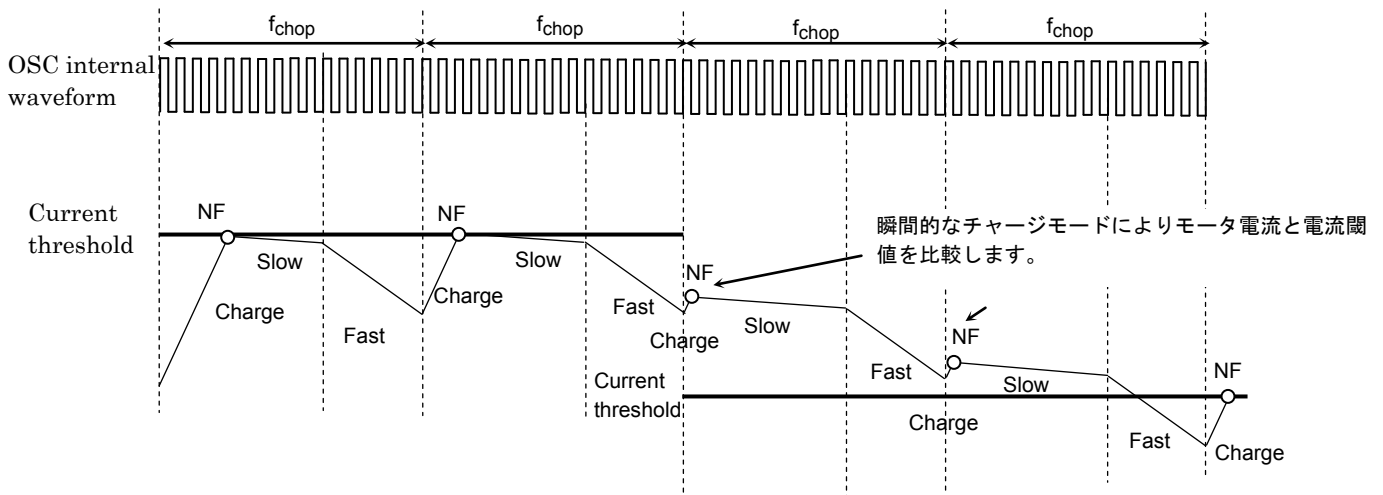 fchop
fchop
fchop
fchop
OSC internal
waveform
Current
threshold
NF
NF
瞬間的なチャージモードによりモータ電流と電流閾
値を比較します。
Slow
Slow
NF
Charge
Charge
Fast
Fast
Charge
Slow
NF
Current
threshold
Fast
Slow
NF
Charge
Fast
Charge